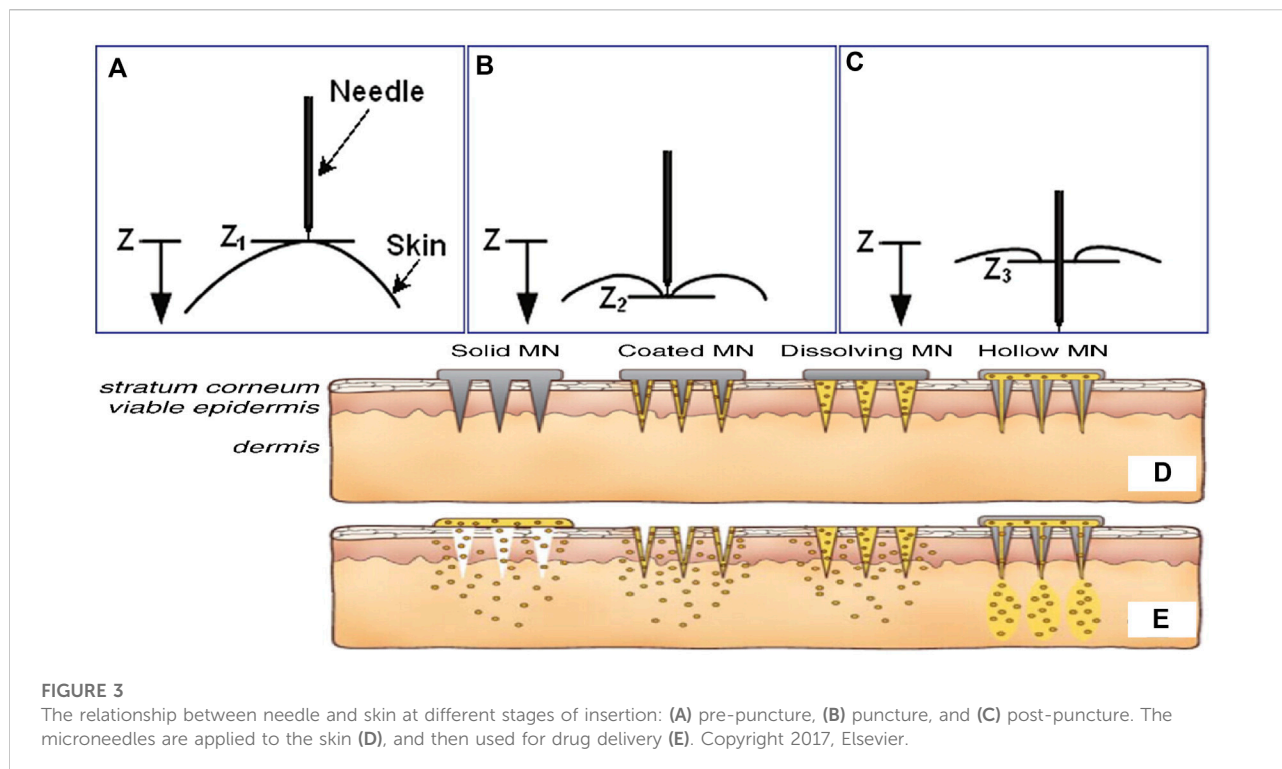 A
Needle
Z
Z1
Skin
B
Z
Z2
C
Z
Z3
Solid MN
Coated MN
Dissolving MN
Hollow MN
stratum corneum
viable epidermis
dermis
D
E
FIGURE 3
The relationship between needle and skin at different stages of insertion: (A) pre-puncture, (B) puncture, and (C) post-puncture. The
microneedles are applied to the skin (D), and then used for drug delivery (E). Copyright 2017, Elsevier.